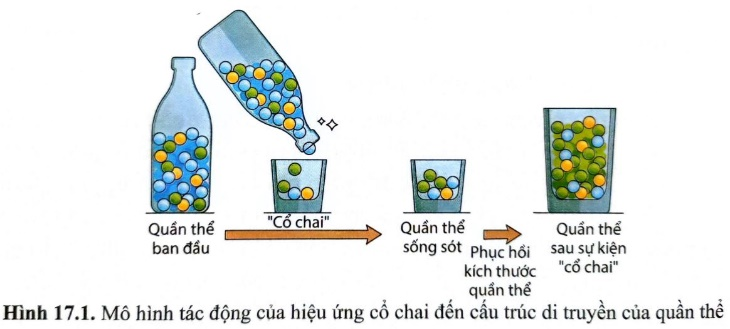 "Cổ chai"
Quần thể
ban đầu
Quần thể
sống sót
Phục hồi
kích thước
quần thể
Quần thể
sau sự kiện
"cổ chai"
Hình 17.1. Mô hình tác động của hiệu ứng cổ chai đến cấu trúc di truyền của quần thể